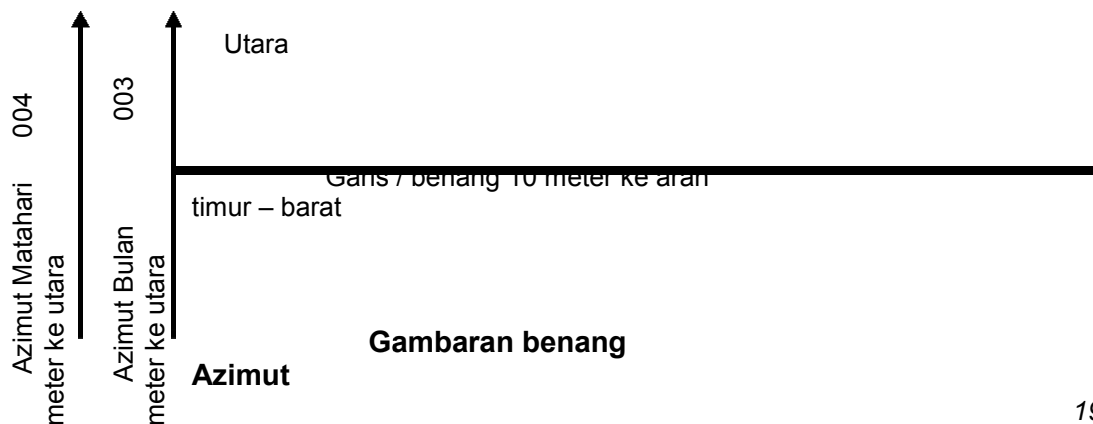 Azimut Matahari 004
meter ke utara
Azimut Bulan 003
meter ke utara
Utara
Garis / benang 10 meter ke arah
timur – barat
Gambaran benang
Azimut